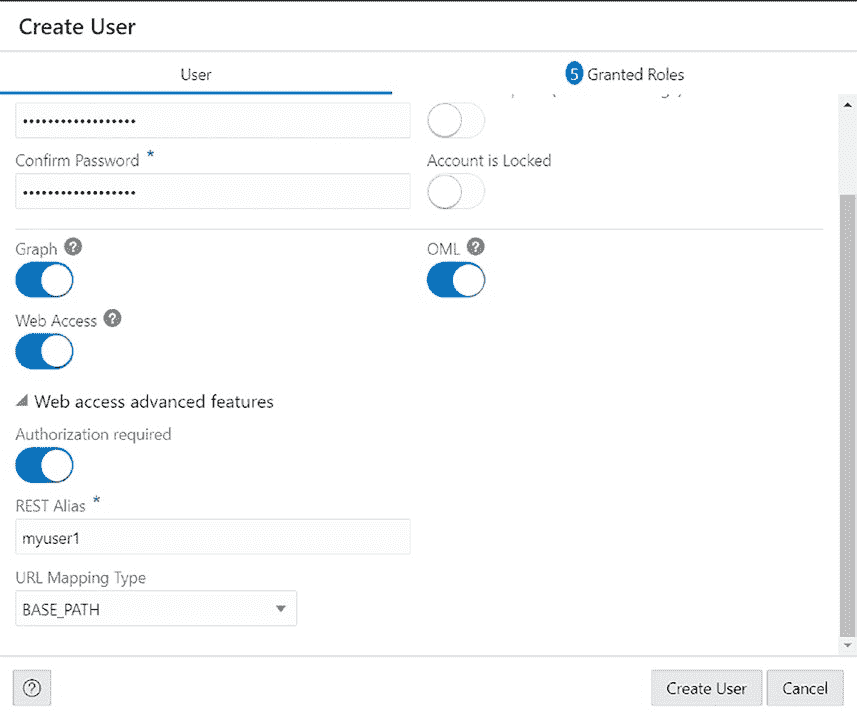 Create User
User
5 Granted Roles
••••••••••••••••••
Confirm Password *
Account is Locked
••••••••••••••••••
Graph ?
OML ?
Web Access ?
Web access advanced features
Authorization required
REST Alias *
myuser1
URL Mapping Type
BASE_PATH
?
Create User
Cancel